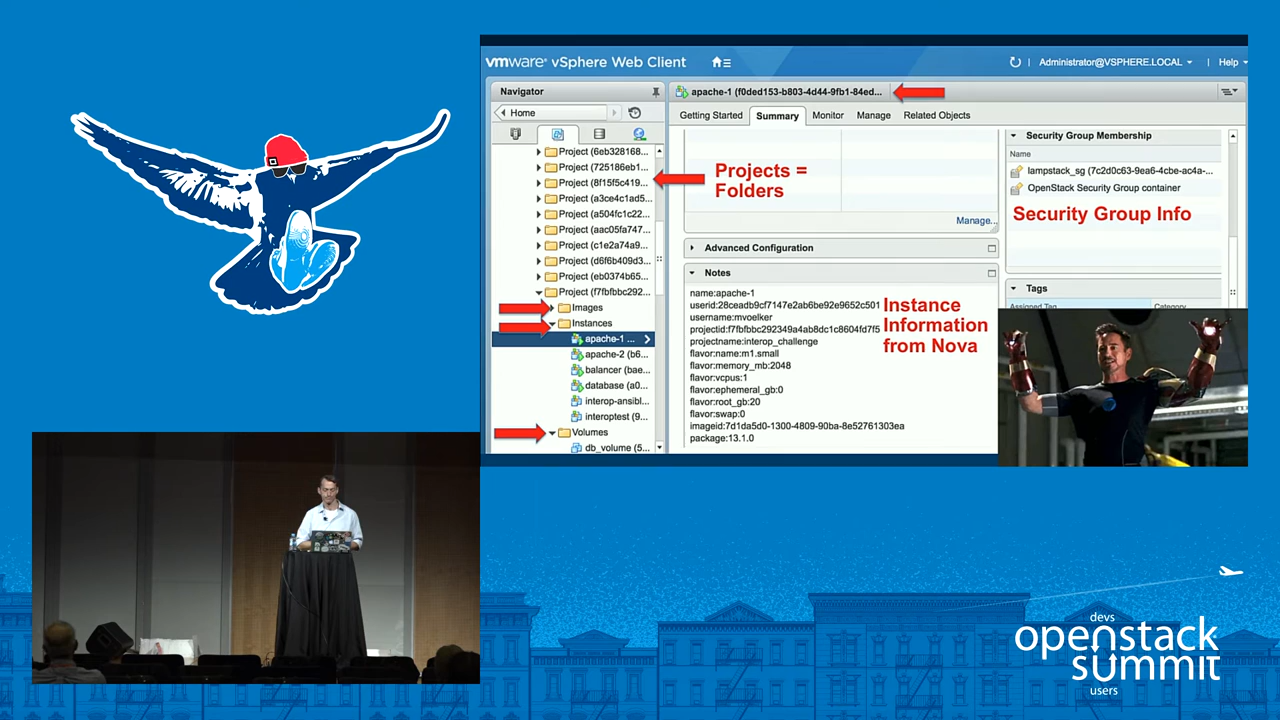 vmware® vSphere Web Client
Administrator@VSPHERE.LOCAL
Help
Navigator
Home
Project (6eb328168...
Project (725186eb1...
Project (8f15f5c419...
Project (a3ce4c1ad5...
Project (a504fc1c22...
Project (aac05fa747...
Project (c1e2a74a9...
Project (d6f6b409d3...
Project (eb0374b65...
Project (f7fbfbbc292...
Images
Instances
apache-1 ...
apache-2 (b6...
balancer (bae...
database (a0...
interop-ansibl...
interoptest (9...
Volumes
db_volume (5...
apache-1 (f0ded153-b803-4d44-9fb1-84ed...
Getting Started
Summary
Monitor
Manage
Related Objects
Projects =
Folders
Manage...
Advanced Configuration
Notes
name:apache-1
userid:28ceadb9cf7147e2ab6be92e9652c501
username:mvoelker
projectid:f7fbfbbc292349a4ab8dc1c8604fd7f5
projectname:interop_challenge
flavor:name:m1.small
flavor:memory_mb:2048
flavor:vcpus:1
flavor:ephemeral_gb:0
flavor:root_gb:20
flavor:swap:0
imageid:7d1da5d0-1300-4809-90ba-8e52761303ea
package:13.1.0
Instance
Information
from Nova
Security Group Membership
Name
lampstack_sg (7c2d0c63-9ea6-4cbe-ac4a-...
OpenStack Security Group container
Security Group Info
Tags
Assigned Tag
Category
devs
openstack
summit
users